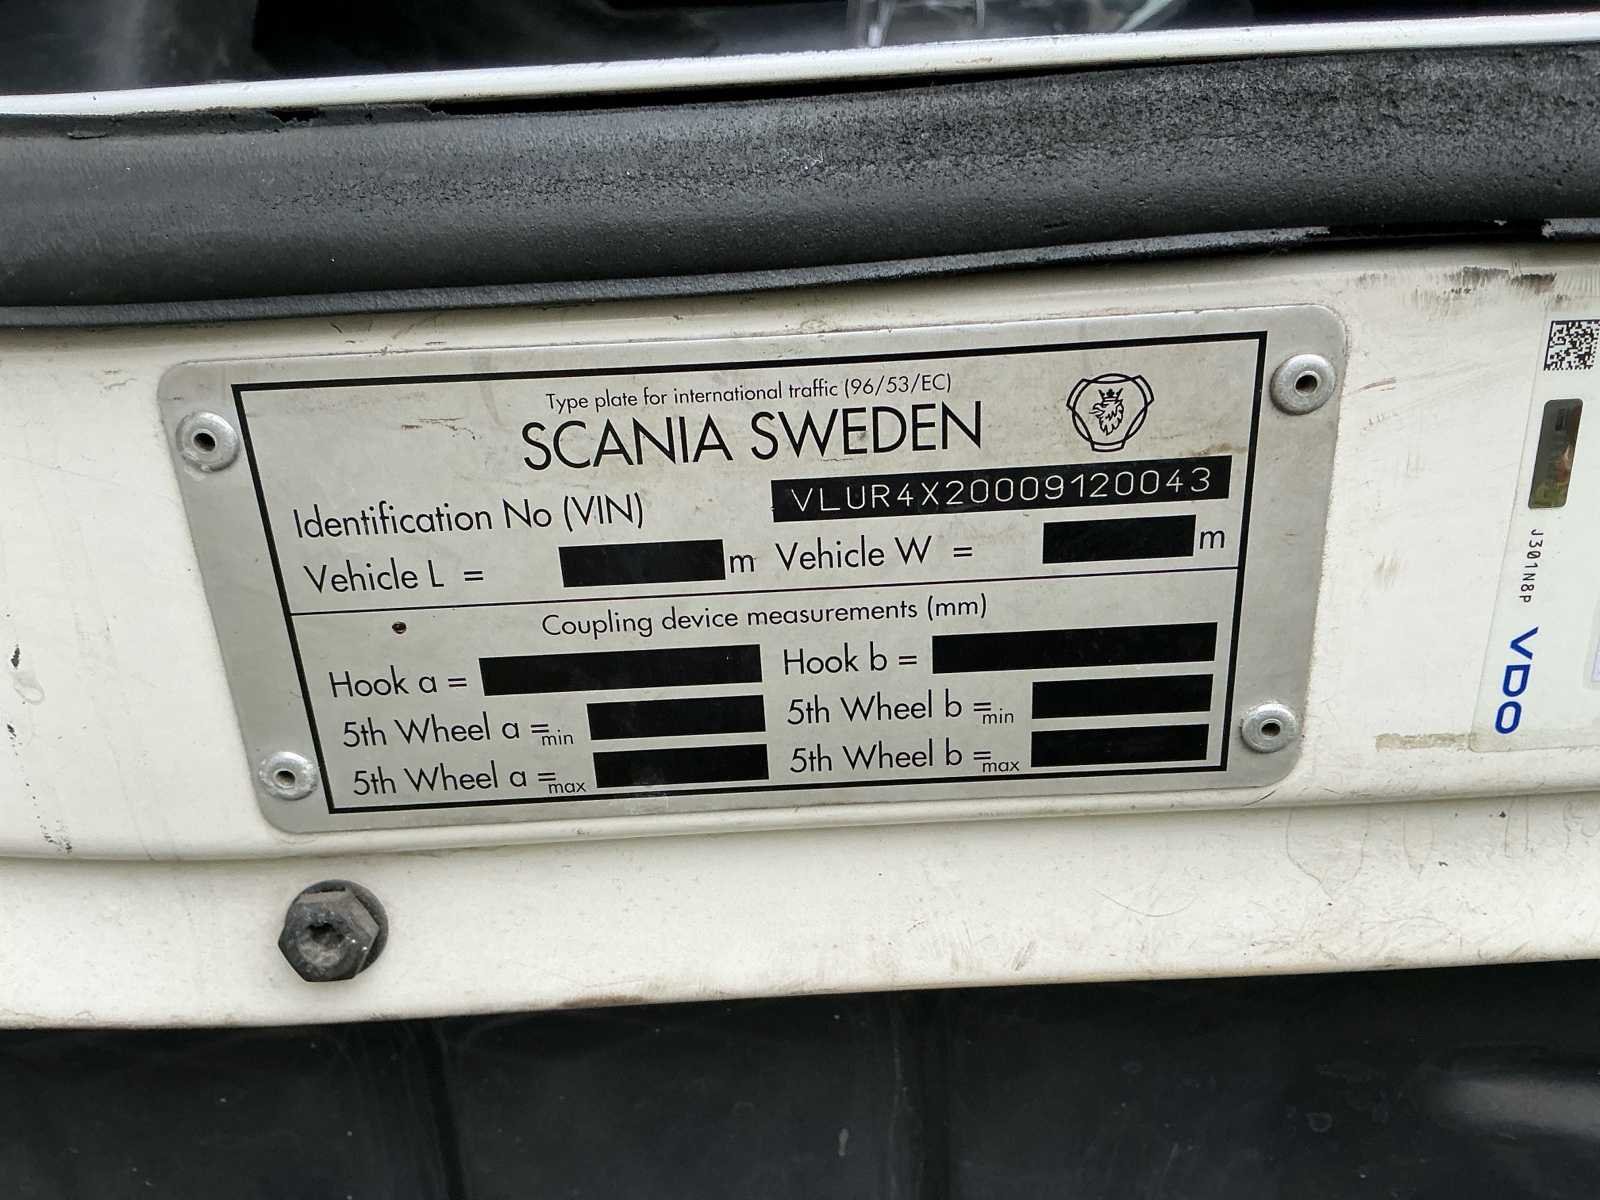 Type plate for international traffic (96/53/EC)
SCANIA SWEDEN
Identification No (VIN) VLUR4X20009120043
Vehicle L = m Vehicle W = m
Coupling device measurements (mm)
Hook a = Hook b =
5th Wheel a =min 5th Wheel b =min
5th Wheel a =max 5th Wheel b =max
J301N8P VDO